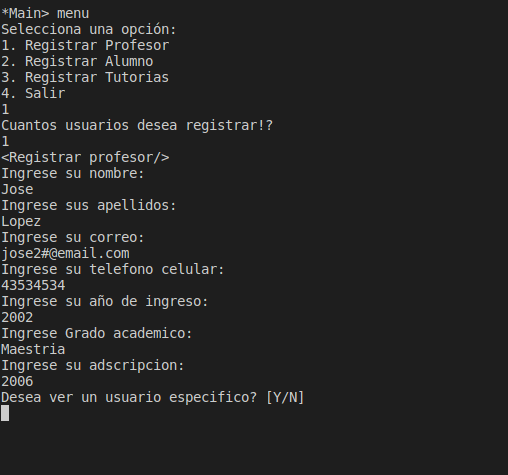 *Main> menu
Selecciona una opción:
1. Registrar Profesor
2. Registrar Alumno
3. Registrar Tutorias
4. Salir
1
Cuantos usuarios desea registrar!?
1
<Registrar profesor/>
Ingrese su nombre:
Jose
Ingrese sus apellidos:
Lopez
Ingrese su correo:
jose2#@email.com
Ingrese su telefono celular:
43534534
Ingrese su año de ingreso:
2002
Ingrese Grado academico:
Maestria
Ingrese su adscripcion:
2006
Desea ver un usuario especifico? [Y/N]